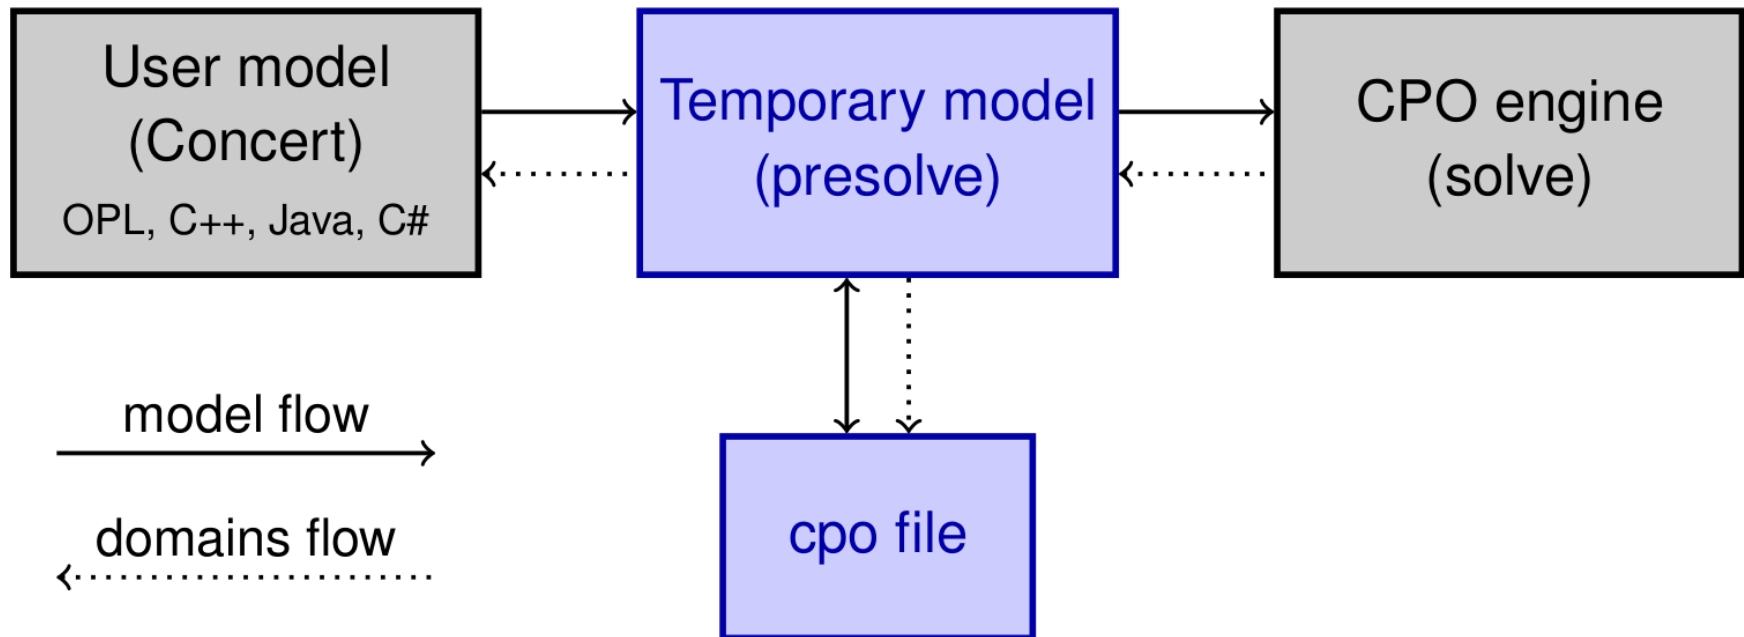 User model
(Concert)
OPL, C++, Java, C#
Temporary model
(presolve)
CPO engine
(solve)
model flow
domains flow
cpo file